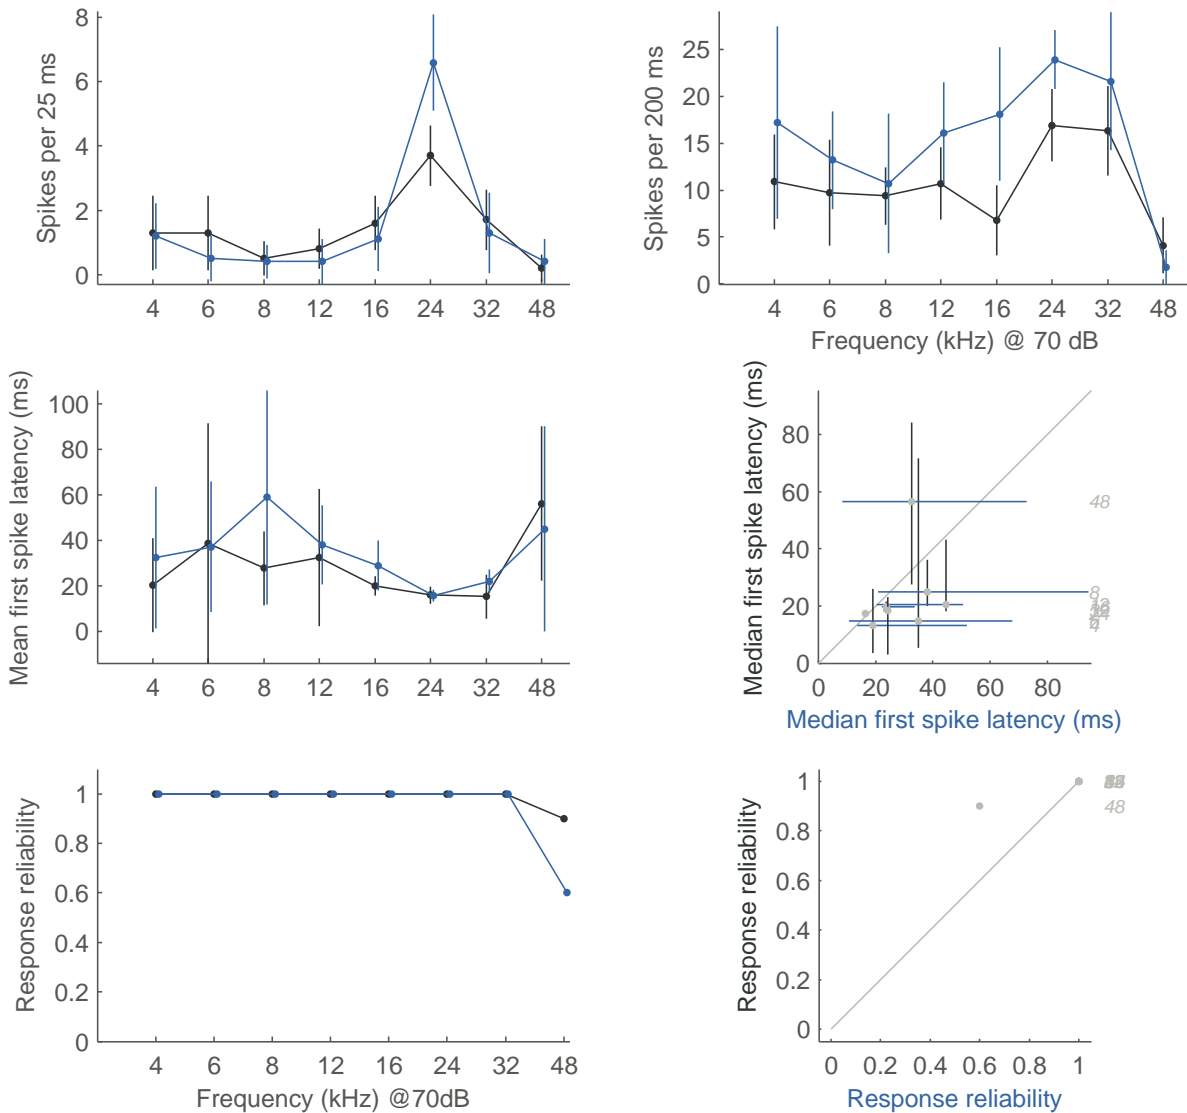 Spikes per 25 ms
8
6
4
2
0
4 6 8 12 16 24 32 48
Spikes per 200 ms
25
20
15
10
5
0
4 6 8 12 16 24 32 48
Frequency (kHz) @ 70 dB
Mean first spike latency (ms)
100
80
60
40
20
0
4 6 8 12 16 24 32 48
Median first spike latency (ms)
80
60
40
20
0
0 20 40 60 80
48
8
Median first spike latency (ms)
Response reliability
1
0.8
0.6
0.4
0.2
0
4 6 8 12 16 24 32 48
Frequency (kHz) @70dB
Response reliability
1
0.8
0.6
0.4
0.2
0
0 0.2 0.4 0.6 0.8 1
48
Response reliability